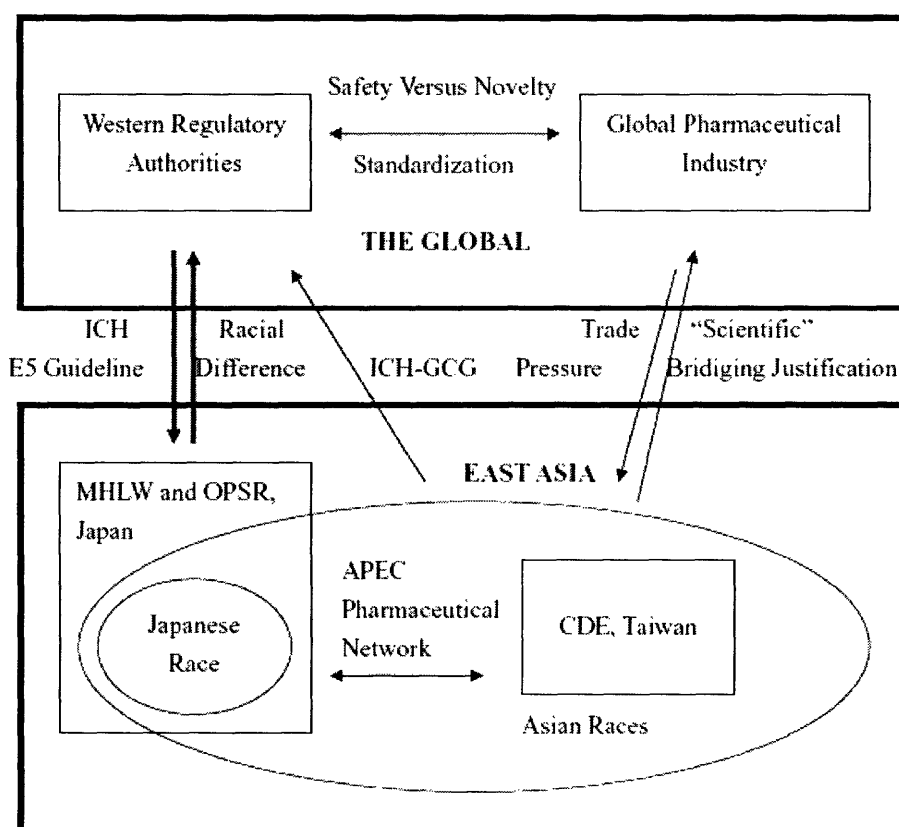 Safety Versus Novelty
Western Regulatory
Authorities
Global Pharmaceutical
Industry
Standardization
THE GLOBAL
ICH
E5 Guideline
Racial
Difference
ICH-GCG
Trade
Pressure
“Scientific”
Bridiging Justification
EAST ASIA
MHLW and OPSR,
Japan
Japanese
Race
APEC
Pharmaceutical
Network
CDE, Taiwan
Asian Races